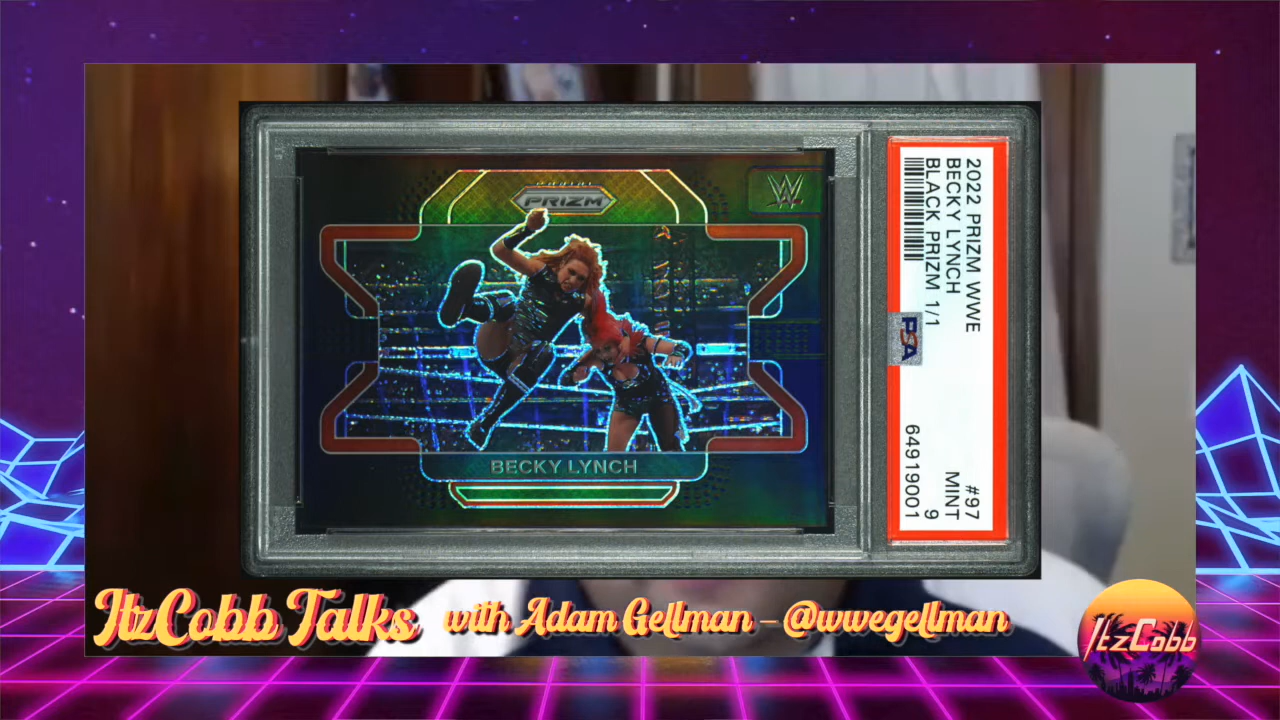 PANINI
PRIZM
W
BECKY LYNCH
2022 PRIZM WWE
BECKY LYNCH
BLACK PRIZM 1/1
#97
MINT
9
64919001
PSA
ItzCobb Talks with Adam Gellman – @wwegellman
ItzCobb